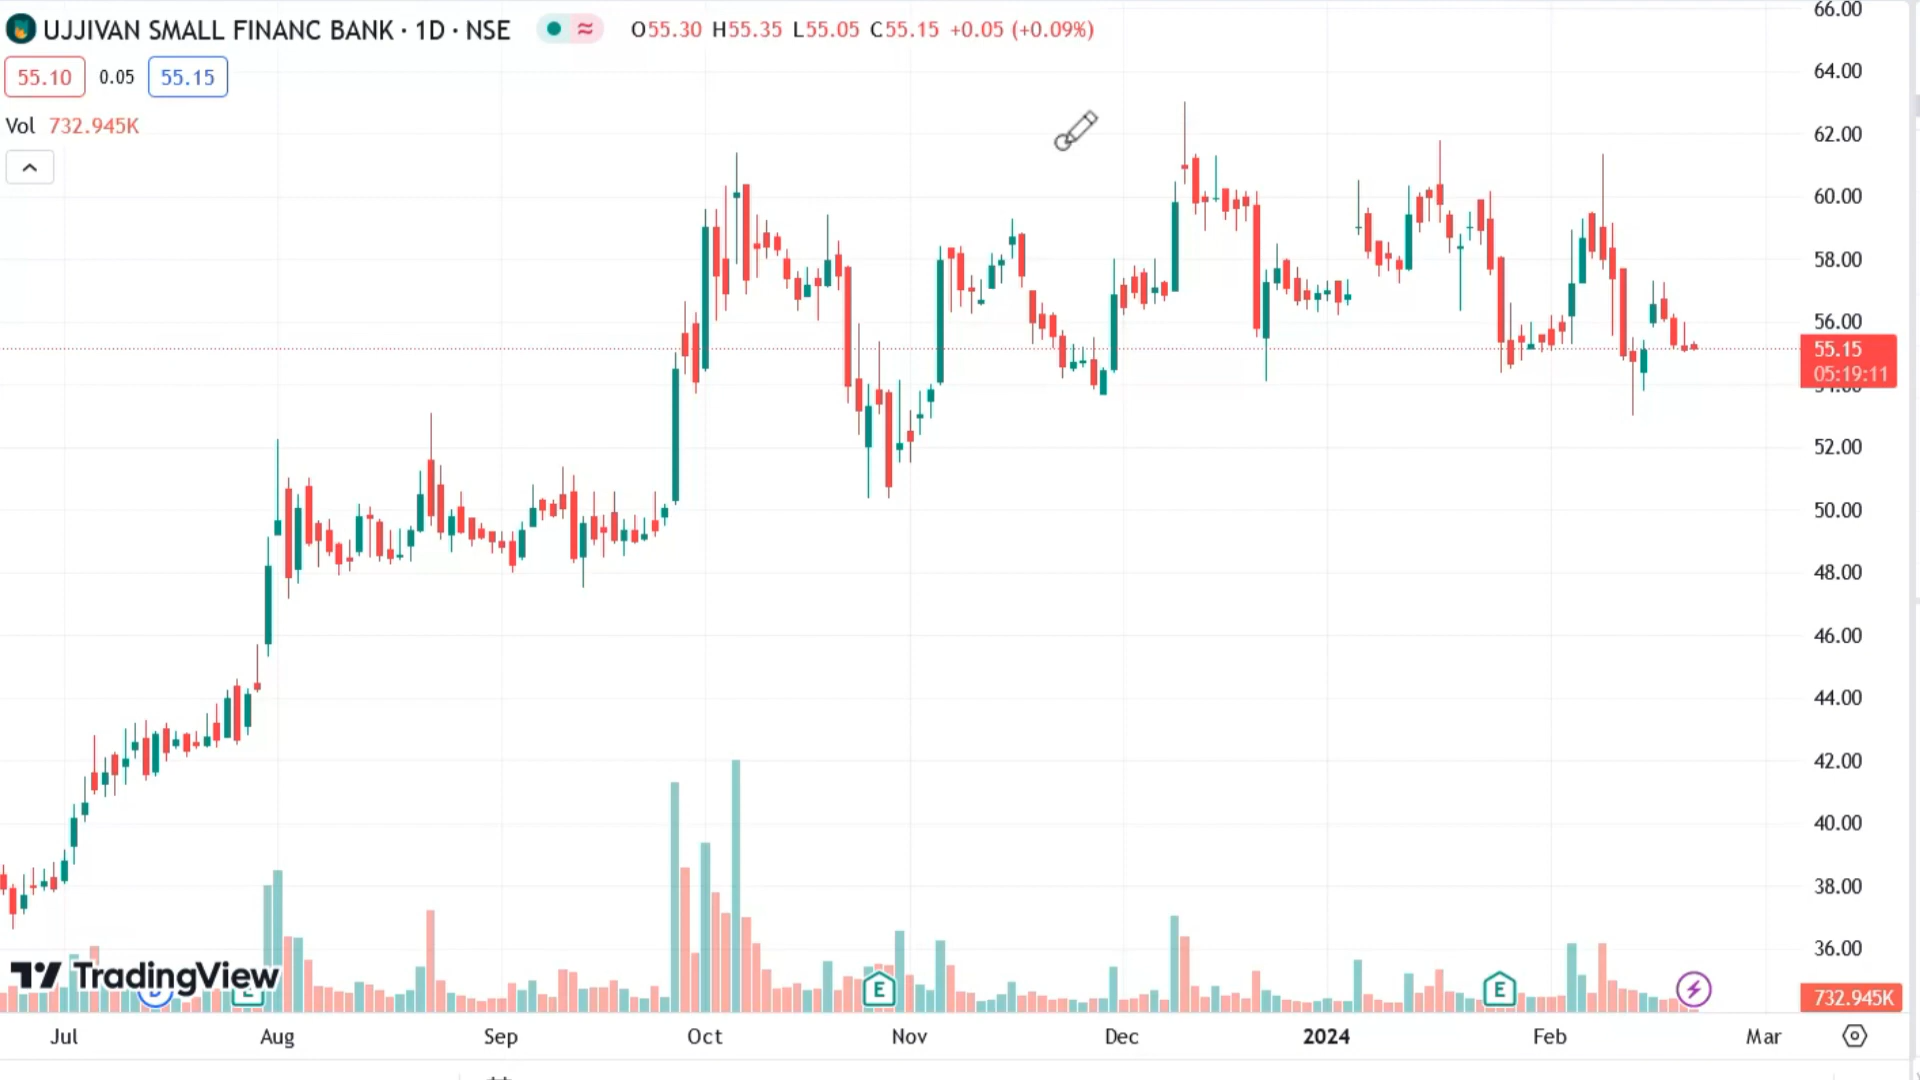 UJJIVAN SMALL FINANC BANK · 1D · NSE
O55.30 H55.35 L55.05 C55.15 +0.05 (+0.09%)
55.10 0.05 55.15
Vol 732.945K
66.00
64.00
62.00
60.00
58.00
56.00
55.15
05:19:11
52.00
50.00
48.00
46.00
44.00
42.00
40.00
38.00
36.00
732.945K
TradingView
E
E
Jul Aug Sep Oct Nov Dec 2024 Feb Mar